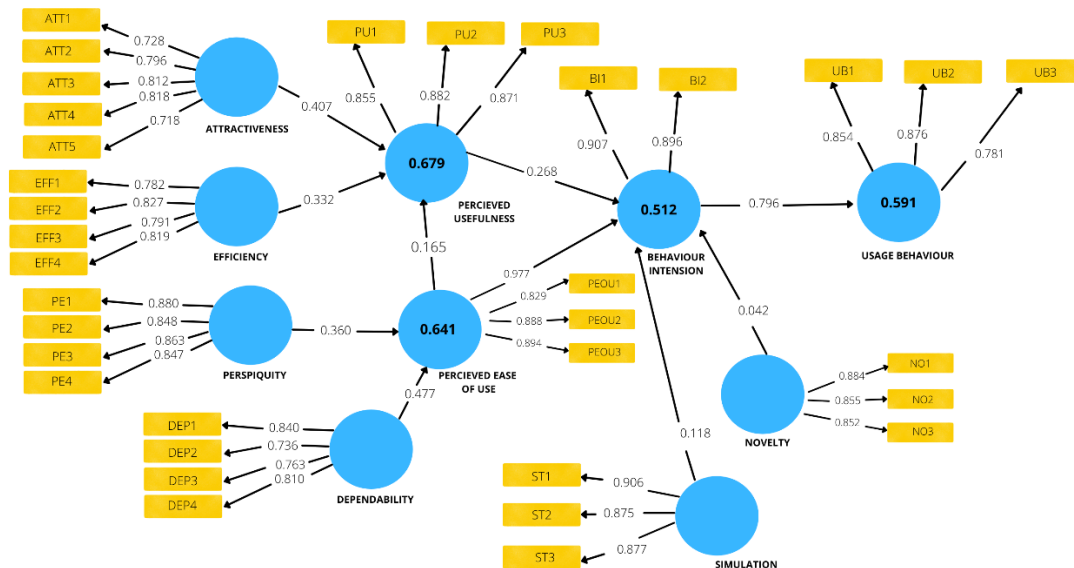 ATT1
ATT2
ATT3
ATT4
ATT5
0.728
0.796
0.812
0.818
0.718
ATTRACTIVENESS
0.407
PU1
PU2
PU3
0.855
0.882
0.871
0.679
PERCIEVED
USEFULNESS
EFF1
EFF2
EFF3
EFF4
0.782
0.827
0.791
0.819
EFFICIENCY
0.332
0.165
0.268
BI1
BI2
0.907
0.896
0.512
BEHAVIOUR
INTENSION
0.796
UB1
UB2
UB3
0.854
0.876
0.781
0.591
USAGE BEHAVIOUR
PE1
PE2
PE3
PE4
0.880
0.848
0.863
0.847
PERSPIQUITY
0.360
0.641
PERCIEVED EASE
OF USE
0.977
0.829
0.888
0.894
PEOU1
PEOU2
PEOU3
0.477
DEP1
DEP2
DEP3
DEP4
0.840
0.736
0.763
0.810
DEPENDABILITY
0.042
NOVELTY
0.884
0.855
0.852
NO1
NO2
NO3
0.118
ST1
ST2
ST3
0.906
0.875
0.877
SIMULATION